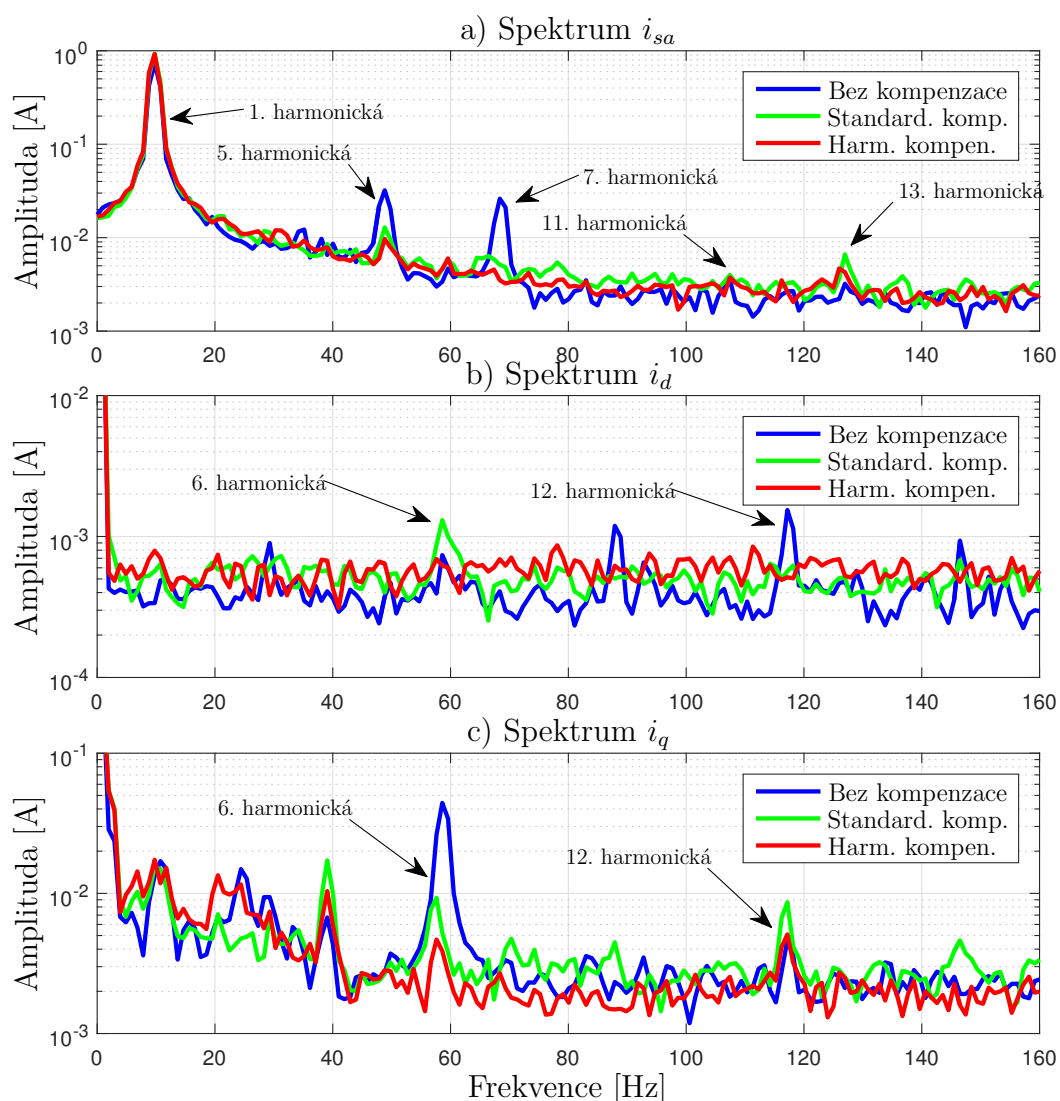 a) Spektrum i_sa
Amplituda [A]
10^0
10^-1
10^-2
10^-3
1. harmonická
5. harmonická
7. harmonická
11. harmonická
13. harmonická
Bez kompenzace
Standard. komp.
Harm. kompen.
0 20 40 60 80 100 120 140 160
b) Spektrum i_d
Amplituda [A]
10^-2
10^-3
10^-4
6. harmonická
12. harmonická
Bez kompenzace
Standard. komp.
Harm. kompen.
0 20 40 60 80 100 120 140 160
c) Spektrum i_q
Amplituda [A]
10^-1
10^-2
10^-3
6. harmonická
12. harmonická
Bez kompenzace
Standard. komp.
Harm. kompen.
0 20 40 60 80 100 120 140 160
Frekvence [Hz]